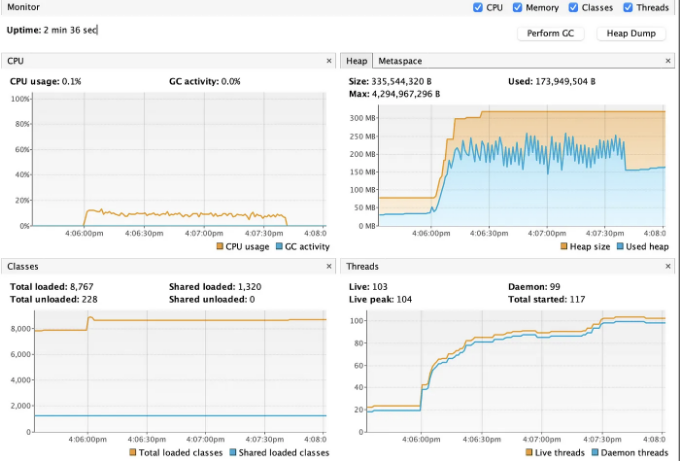 Monitor
CPU Memory Classes Threads
Uptime: 2 min 36 sec
Perform GC Heap Dump
CPU ×
CPU usage: 0.1% GC activity: 0.0%
100%
80%
60%
40%
20%
0%
4:06:00pm 4:06:30pm 4:07:00pm 4:07:30pm 4:08:0
CPU usage GC activity
Heap Metaspace ×
Size: 335,544,320 B Used: 173,949,504 B
Max: 4,294,967,296 B
300 MB
250 MB
200 MB
150 MB
100 MB
50 MB
0 MB
4:06:00pm 4:06:30pm 4:07:00pm 4:07:30pm 4:08:0
Heap size Used heap
Classes ×
Total loaded: 8,767 Shared loaded: 1,320
Total unloaded: 228 Shared unloaded: 0
8,000
6,000
4,000
2,000
0
4:06:00pm 4:06:30pm 4:07:00pm 4:07:30pm 4:08:0
Total loaded classes Shared loaded classes
Threads ×
Live: 103 Daemon: 99
Live peak: 104 Total started: 117
100
80
60
40
20
0
4:06:00pm 4:06:30pm 4:07:00pm 4:07:30pm 4:08:0
Live threads Daemon threads